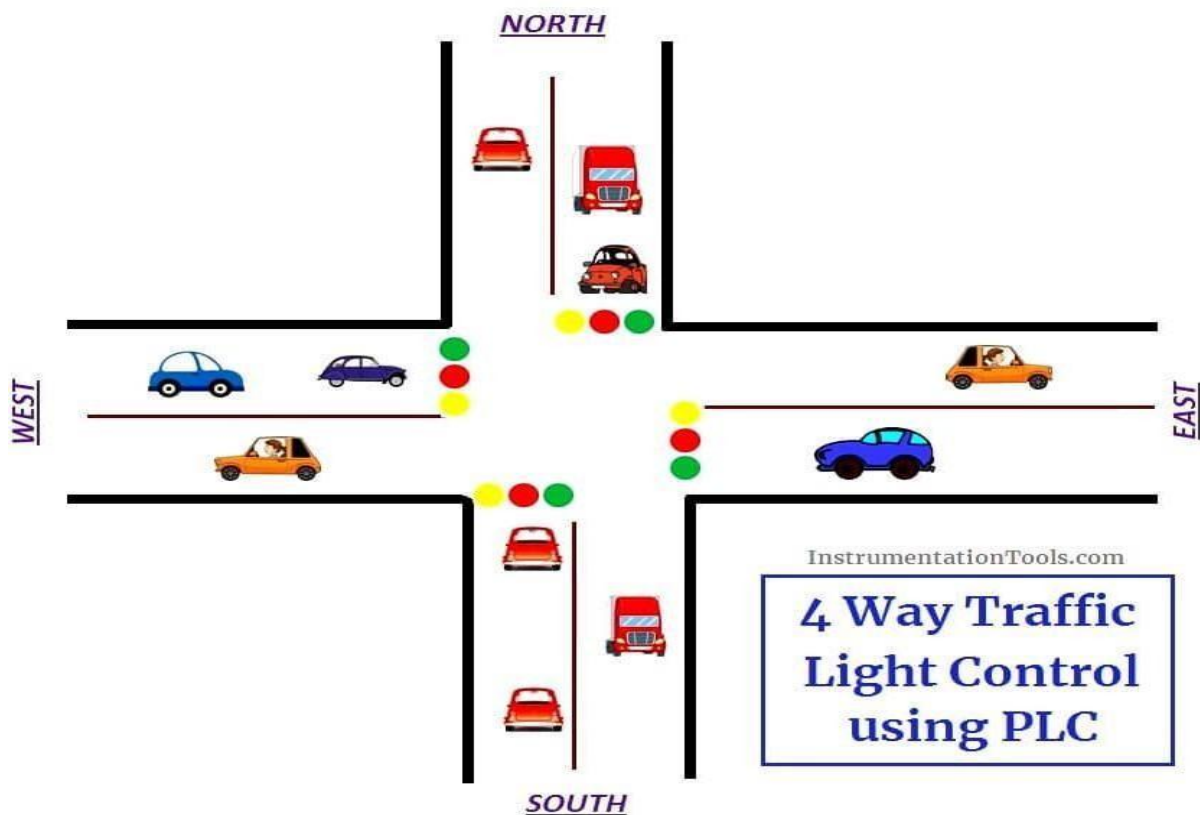 NORTH
WEST
EAST
InstrumentationTools.com
4 Way Traffic
Light Control
using PLC
SOUTH